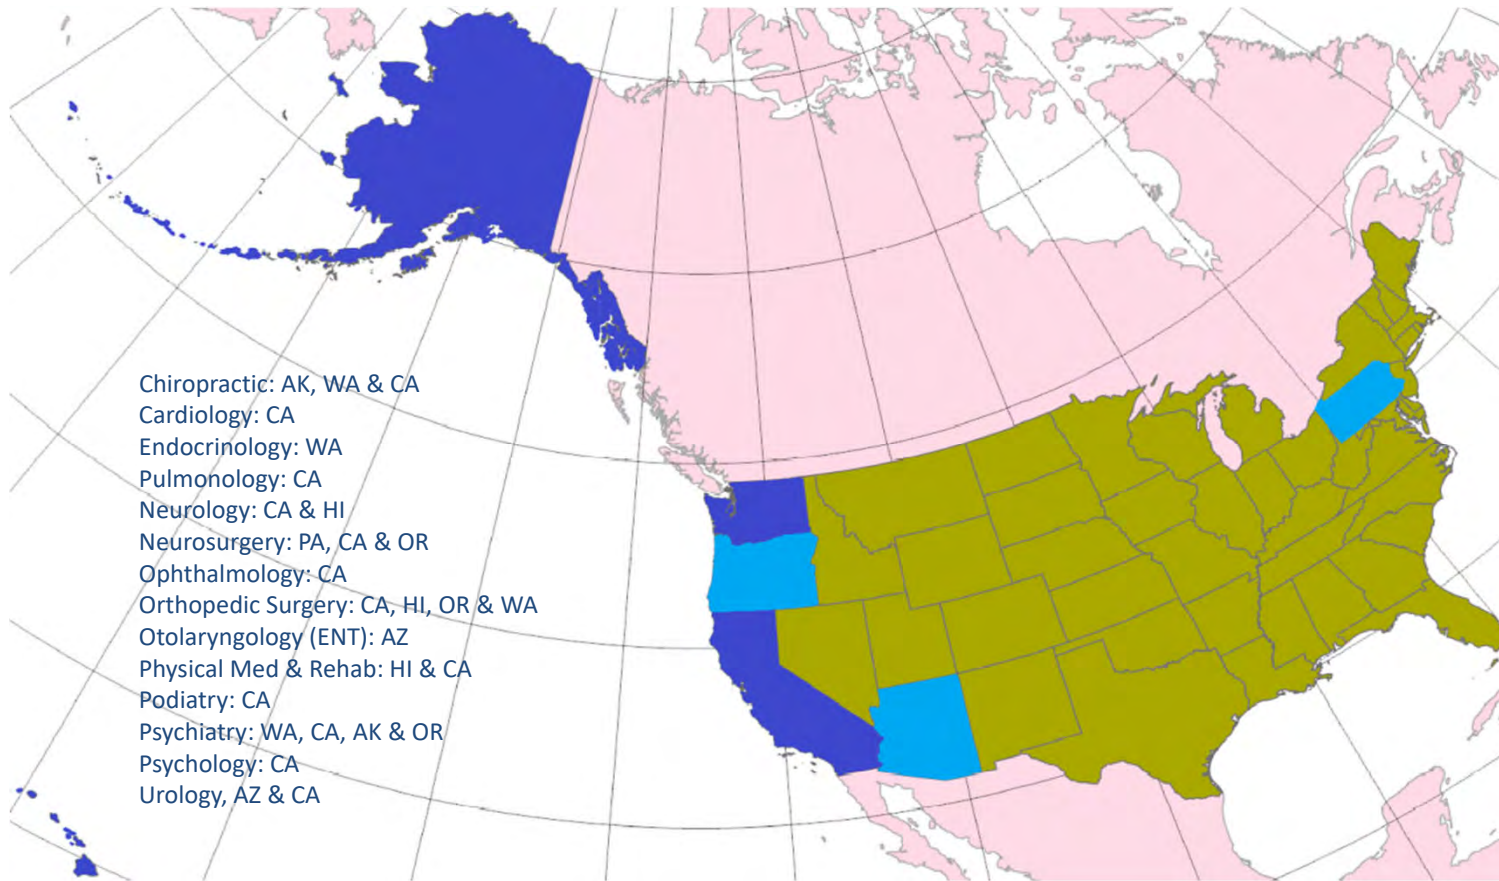 Chiropractic: AK, WA & CA
Cardiology: CA
Endocrinology: WA
Pulmonology: CA
Neurology: CA & HI
Neurosurgery: PA, CA & OR
Ophthalmology: CA
Orthopedic Surgery: CA, HI, OR & WA
Otolaryngology (ENT): AZ
Physical Med & Rehab: HI & CA
Podiatry: CA
Psychiatry: WA, CA, AK & OR
Psychology: CA
Urology, AZ & CA